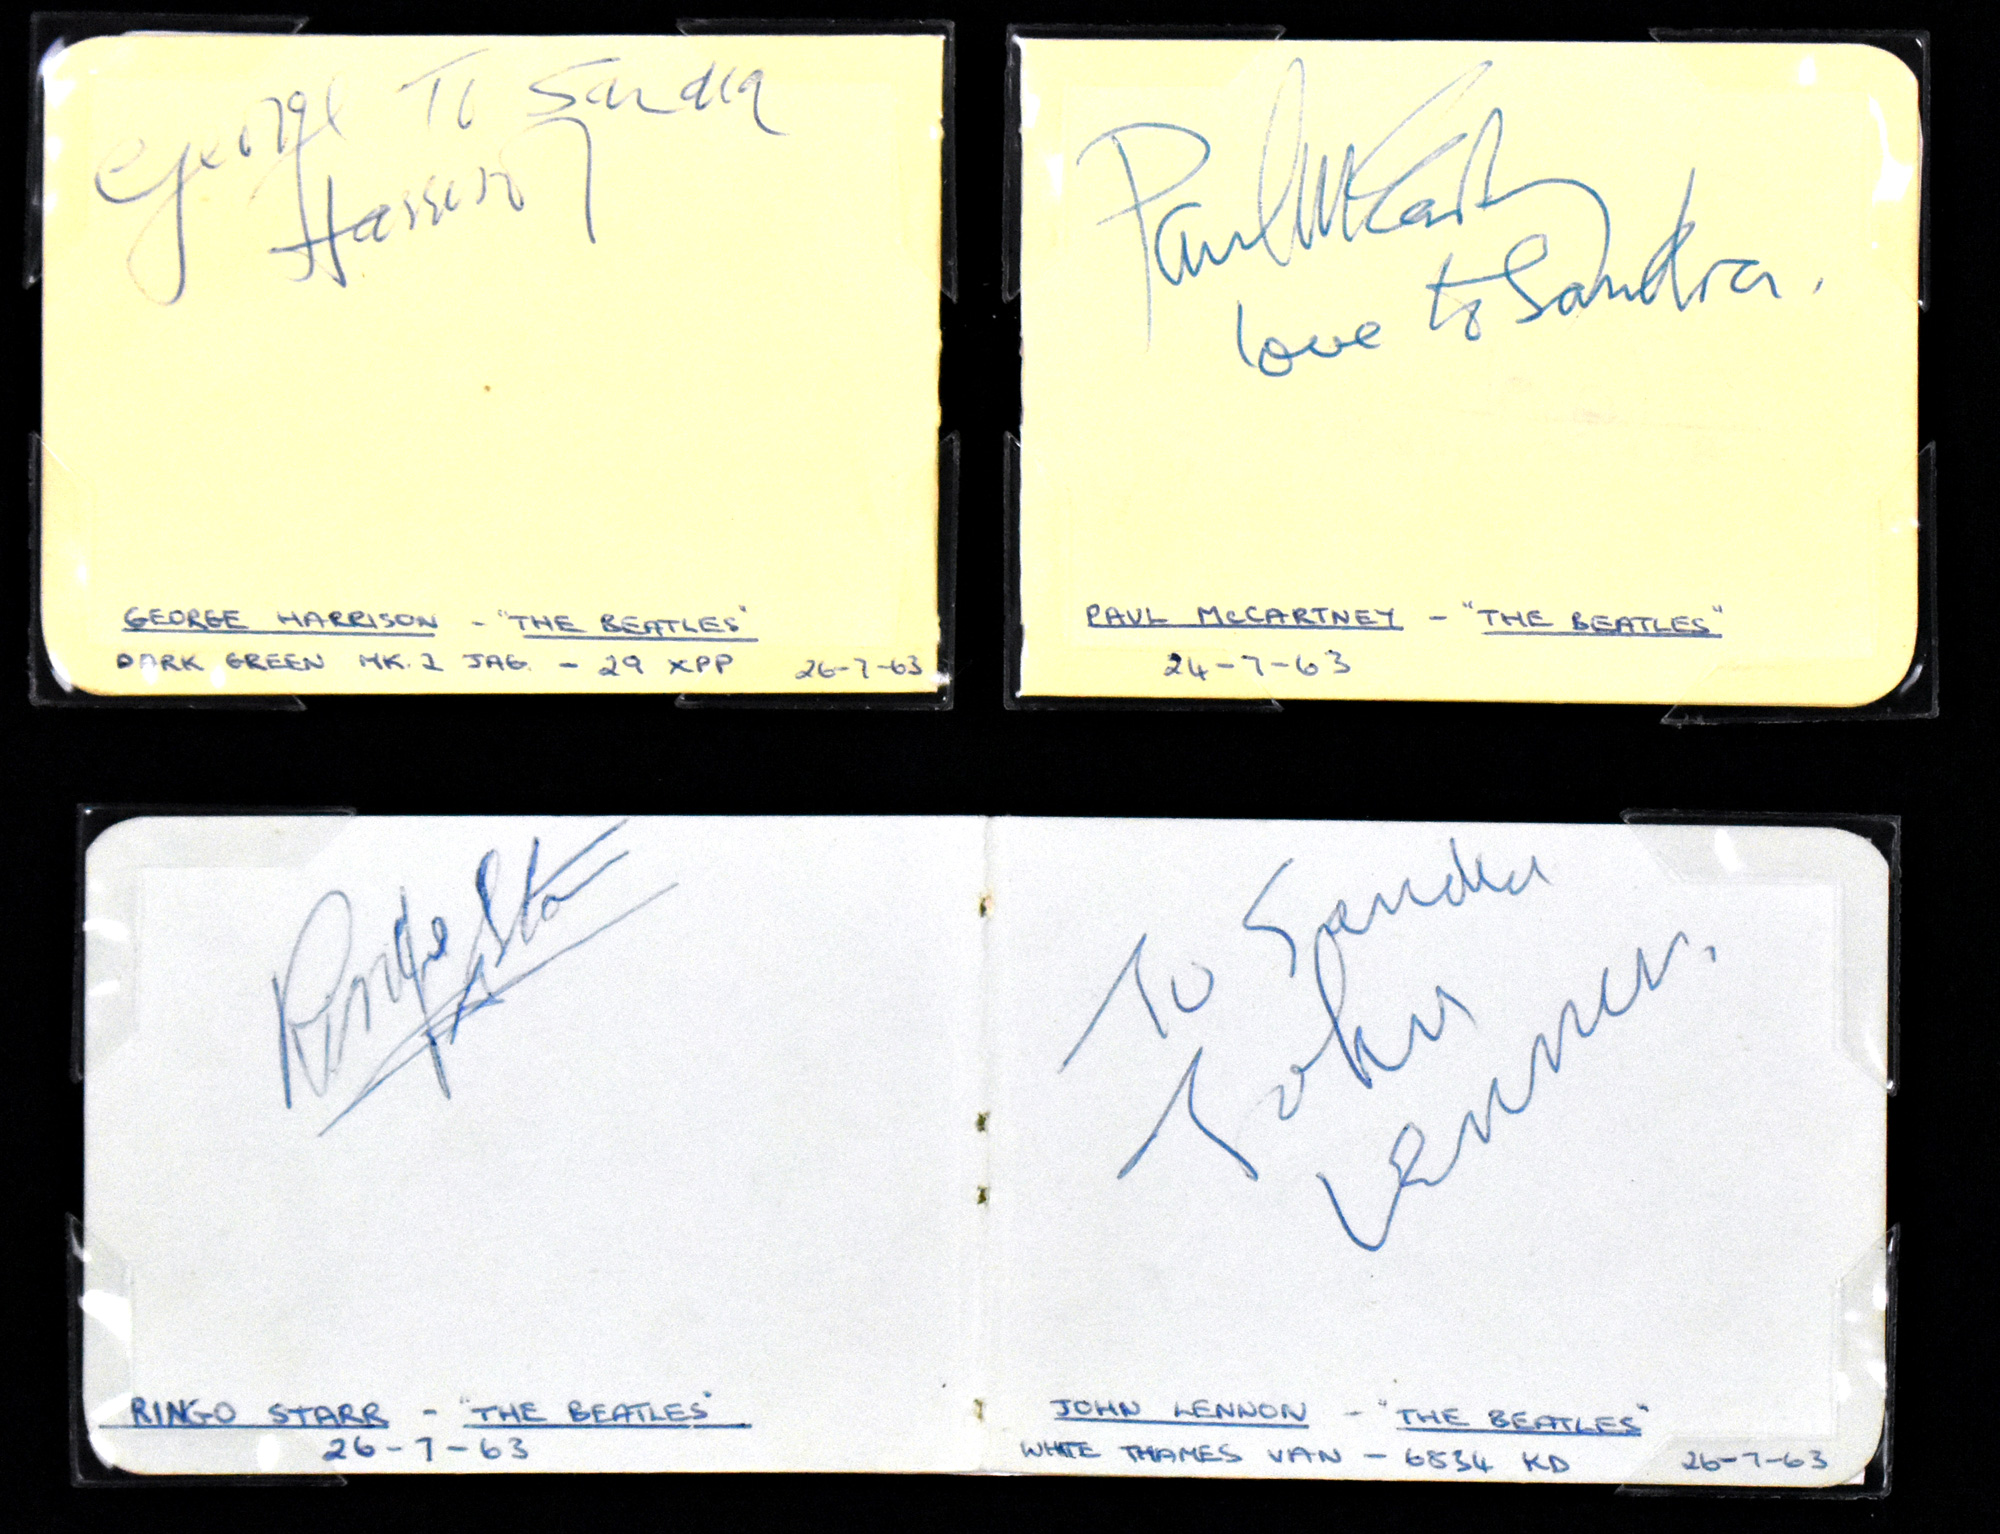 George To Sandra
Harrison
GEORGE HARRISON - "THE BEATLES"
DARK GREEN MK.1 JAG. - 29 XPP 26-7-63
Paul McCartney
love to Sandra.
PAUL McCARTNEY - "THE BEATLES"
24-7-63
Ringo Starr
RINGO STARR - "THE BEATLES"
26-7-63
To Sandra
John
Lennon.
JOHN LENNON - "THE BEATLES"
WHITE THAMES VAN - 6834 KD 26-7-63